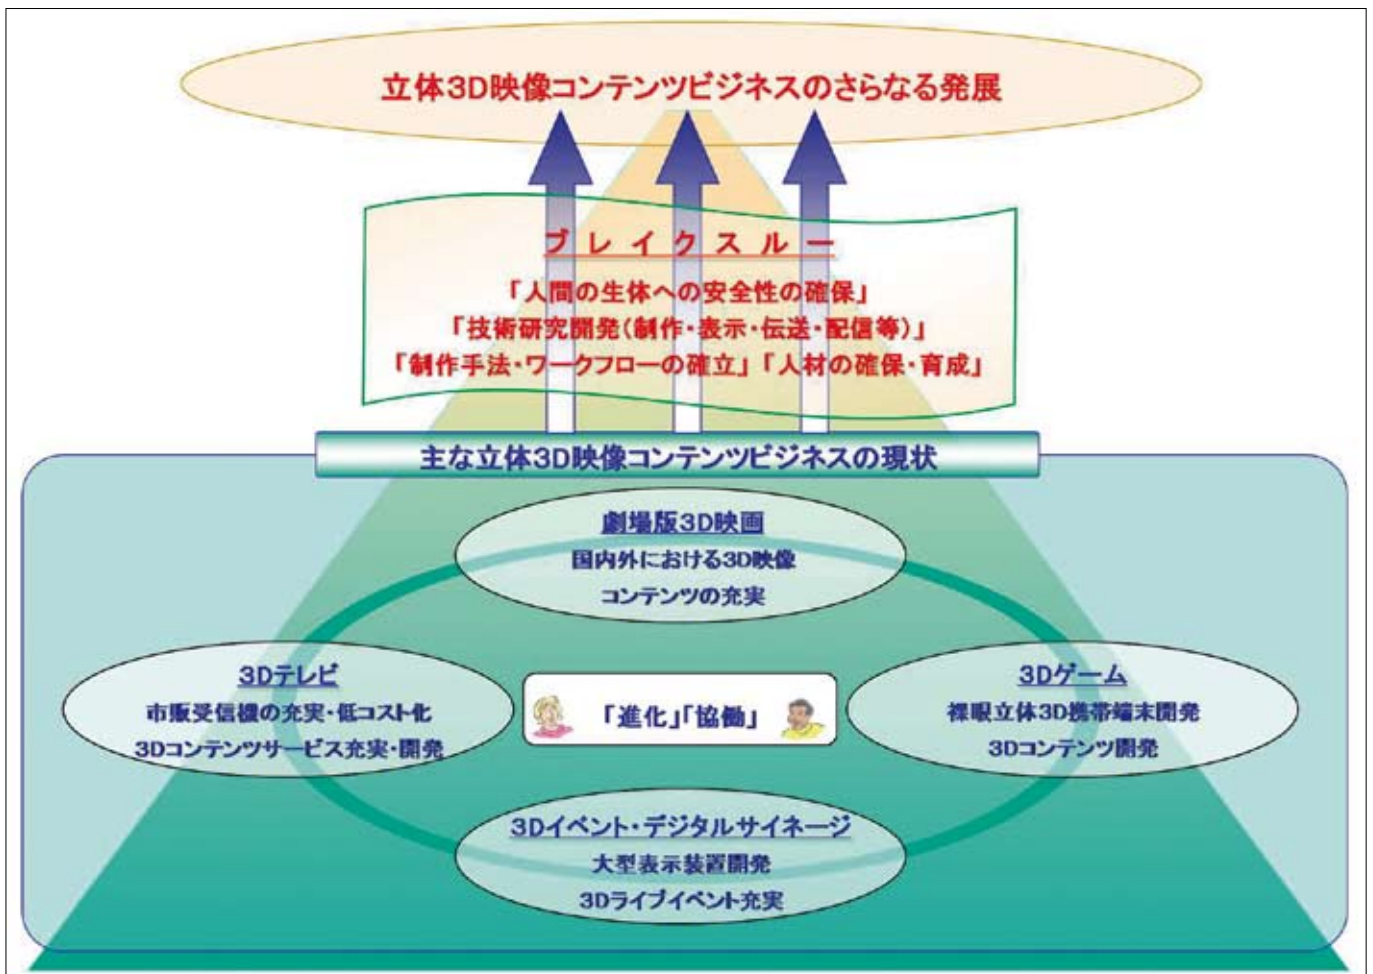 立体3D映像コンテンツビジネスのさらなる発展
ブレイクスルー
「人間の生体への安全性の確保」
「技術研究開発(制作・表示・伝送・配信等)」
「制作手法・ワークフローの確立」「人材の確保・育成」
主な立体3D映像コンテンツビジネスの現状
劇場版3D映画
国内外における3D映像
コンテンツの充実
3Dテレビ
市販受信機の充実・低コスト化
3Dコンテンツサービス充実・開発
「進化」「協働」
3Dゲーム
裸眼立体3D携帯端末開発
3Dコンテンツ開発
3Dイベント・デジタルサイネージ
大型表示装置開発
3Dライブイベント充実